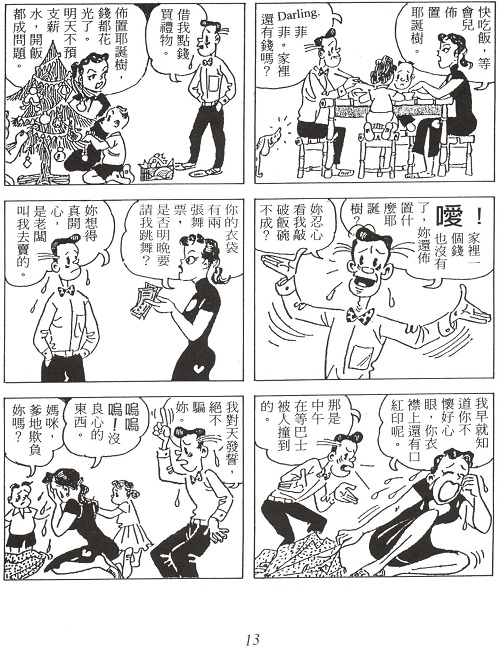 快吃飯，等
會兒
佈置
耶誕樹。
Darling. 菲
菲。家裡
還有錢嗎？
借我點錢
買禮物。
佈置耶誕樹，
錢都花
光了。
明天不預
支薪
水，開飯
都成問題。
噯！家裡一
個錢
也沒有
了，妳還佈
置什
麼耶
誕
樹？
妳忍心
看我敲
破飯碗
不成？
你的衣袋
有兩
張舞
票，
是否明晚要
請我跳舞？
妳想得
真開
心，
是老闆
叫我去賣的。
我早就知
道你不
懷好心
眼，你衣
襟上還有口
紅印呢。
那是
中午
在等巴士
被人撞到
的。
我對天發誓，
絕不
騙
妳。
嗚
嗚！沒
良心的
東西。
媽咪，
爹地欺負
妳嗎？
13